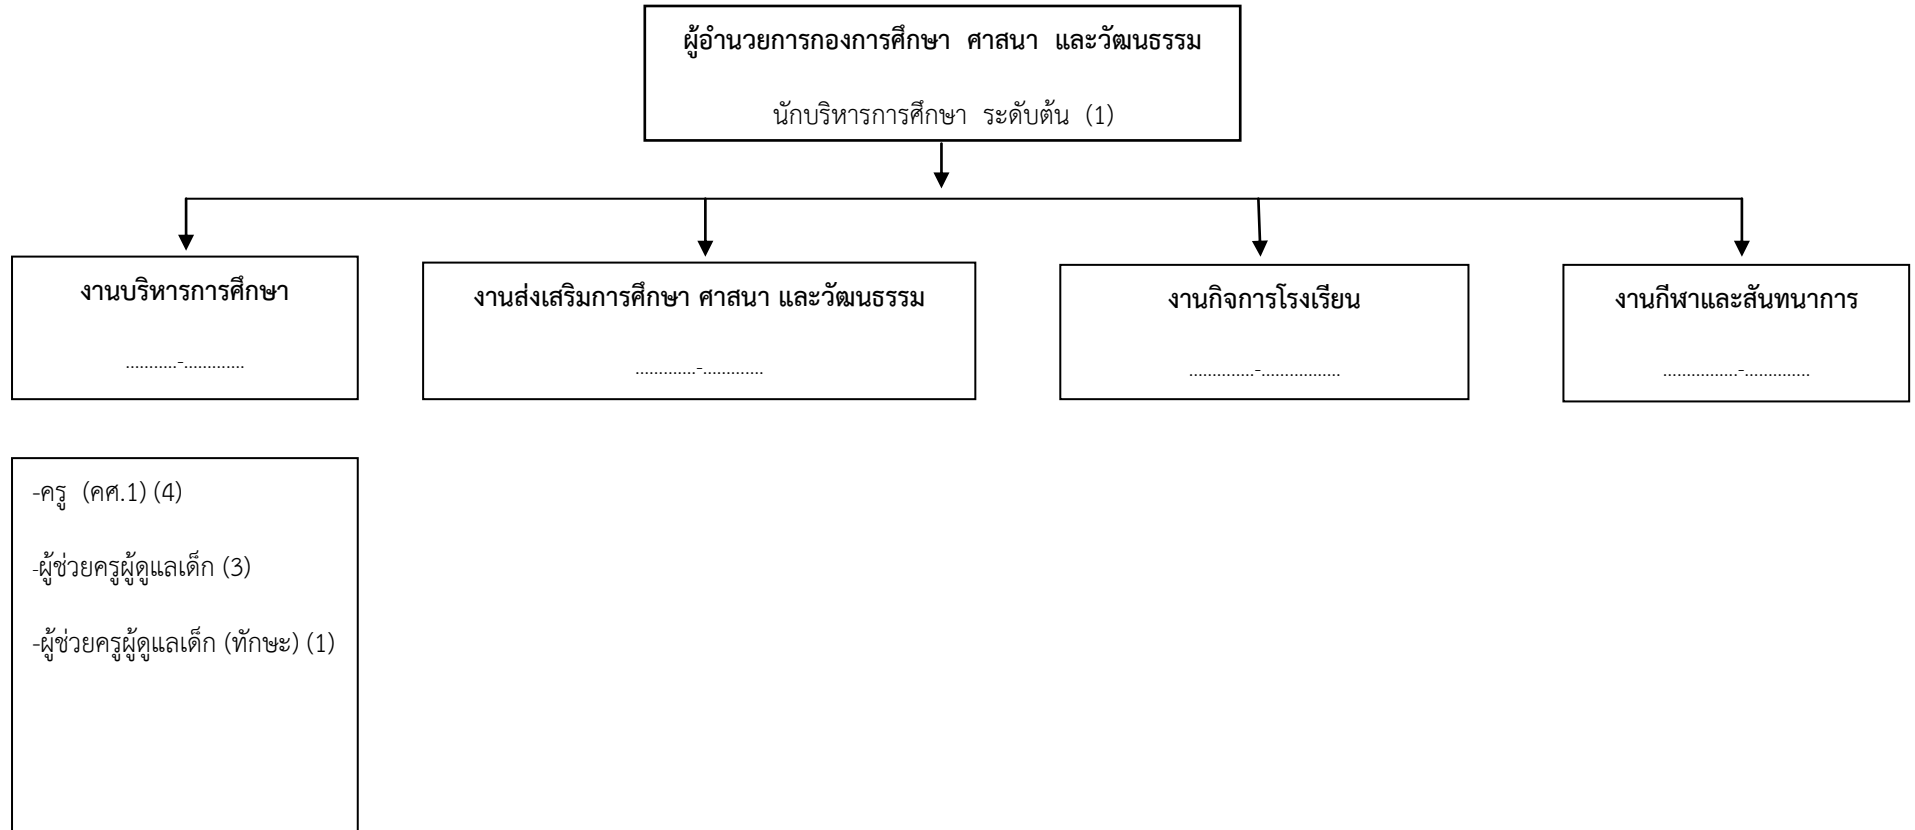 ผู้อำนวยการกองการศึกษา ศาสนา และวัฒนธรรม
นักบริหารการศึกษา ระดับต้น (1)
งานบริหารการศึกษา
...........-.............
งานส่งเสริมการศึกษา ศาสนา และวัฒนธรรม
.............-.............
งานกิจการโรงเรียน
..............-.................
งานกีฬาและสันทนาการ
................-..............
-ครู (คศ.1) (4)
-ผู้ช่วยครูผู้ดูแลเด็ก (3)
-ผู้ช่วยครูผู้ดูแลเด็ก (ทักษะ) (1)